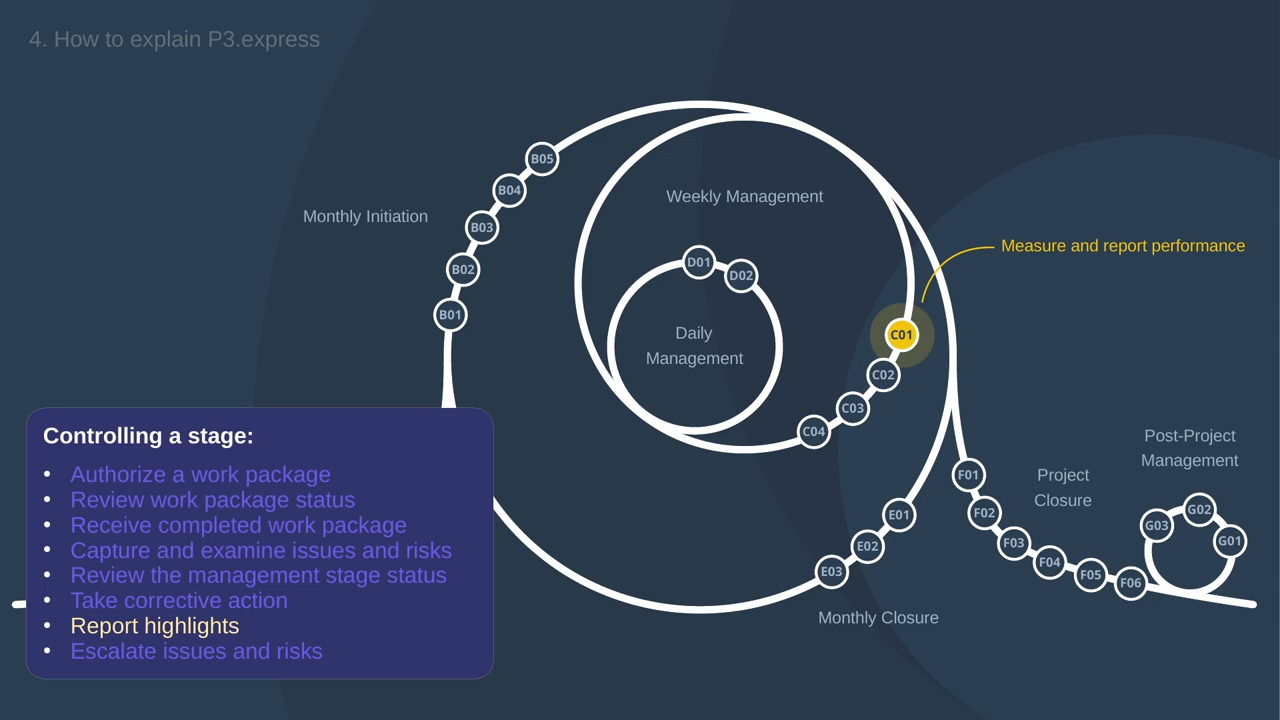 4. How to explain P3.express
B05
B04
Weekly Management
Monthly Initiation
B03
Measure and report performance
B02
D01
D02
B01
Daily
Management
C01
C02
C03
C04
Controlling a stage:
• Authorize a work package
• Review work package status
• Receive completed work package
• Capture and examine issues and risks
• Review the management stage status
• Take corrective action
• Report highlights
• Escalate issues and risks
Post-Project
Management
Project
Closure
F01
F02
F03
F04
F05
F06
G03
G02
G01
E01
E02
E03
Monthly Closure